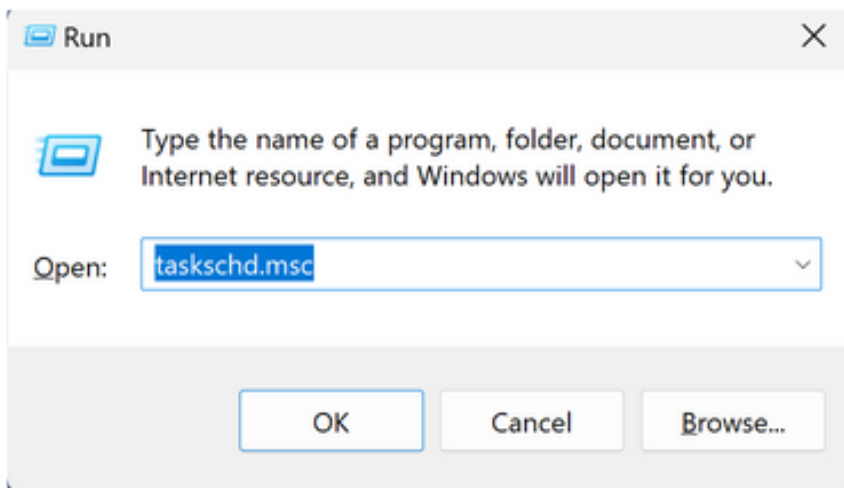 Run
Type the name of a program, folder, document, or
Internet resource, and Windows will open it for you.
Open: taskschd.msc
OK Cancel Browse...